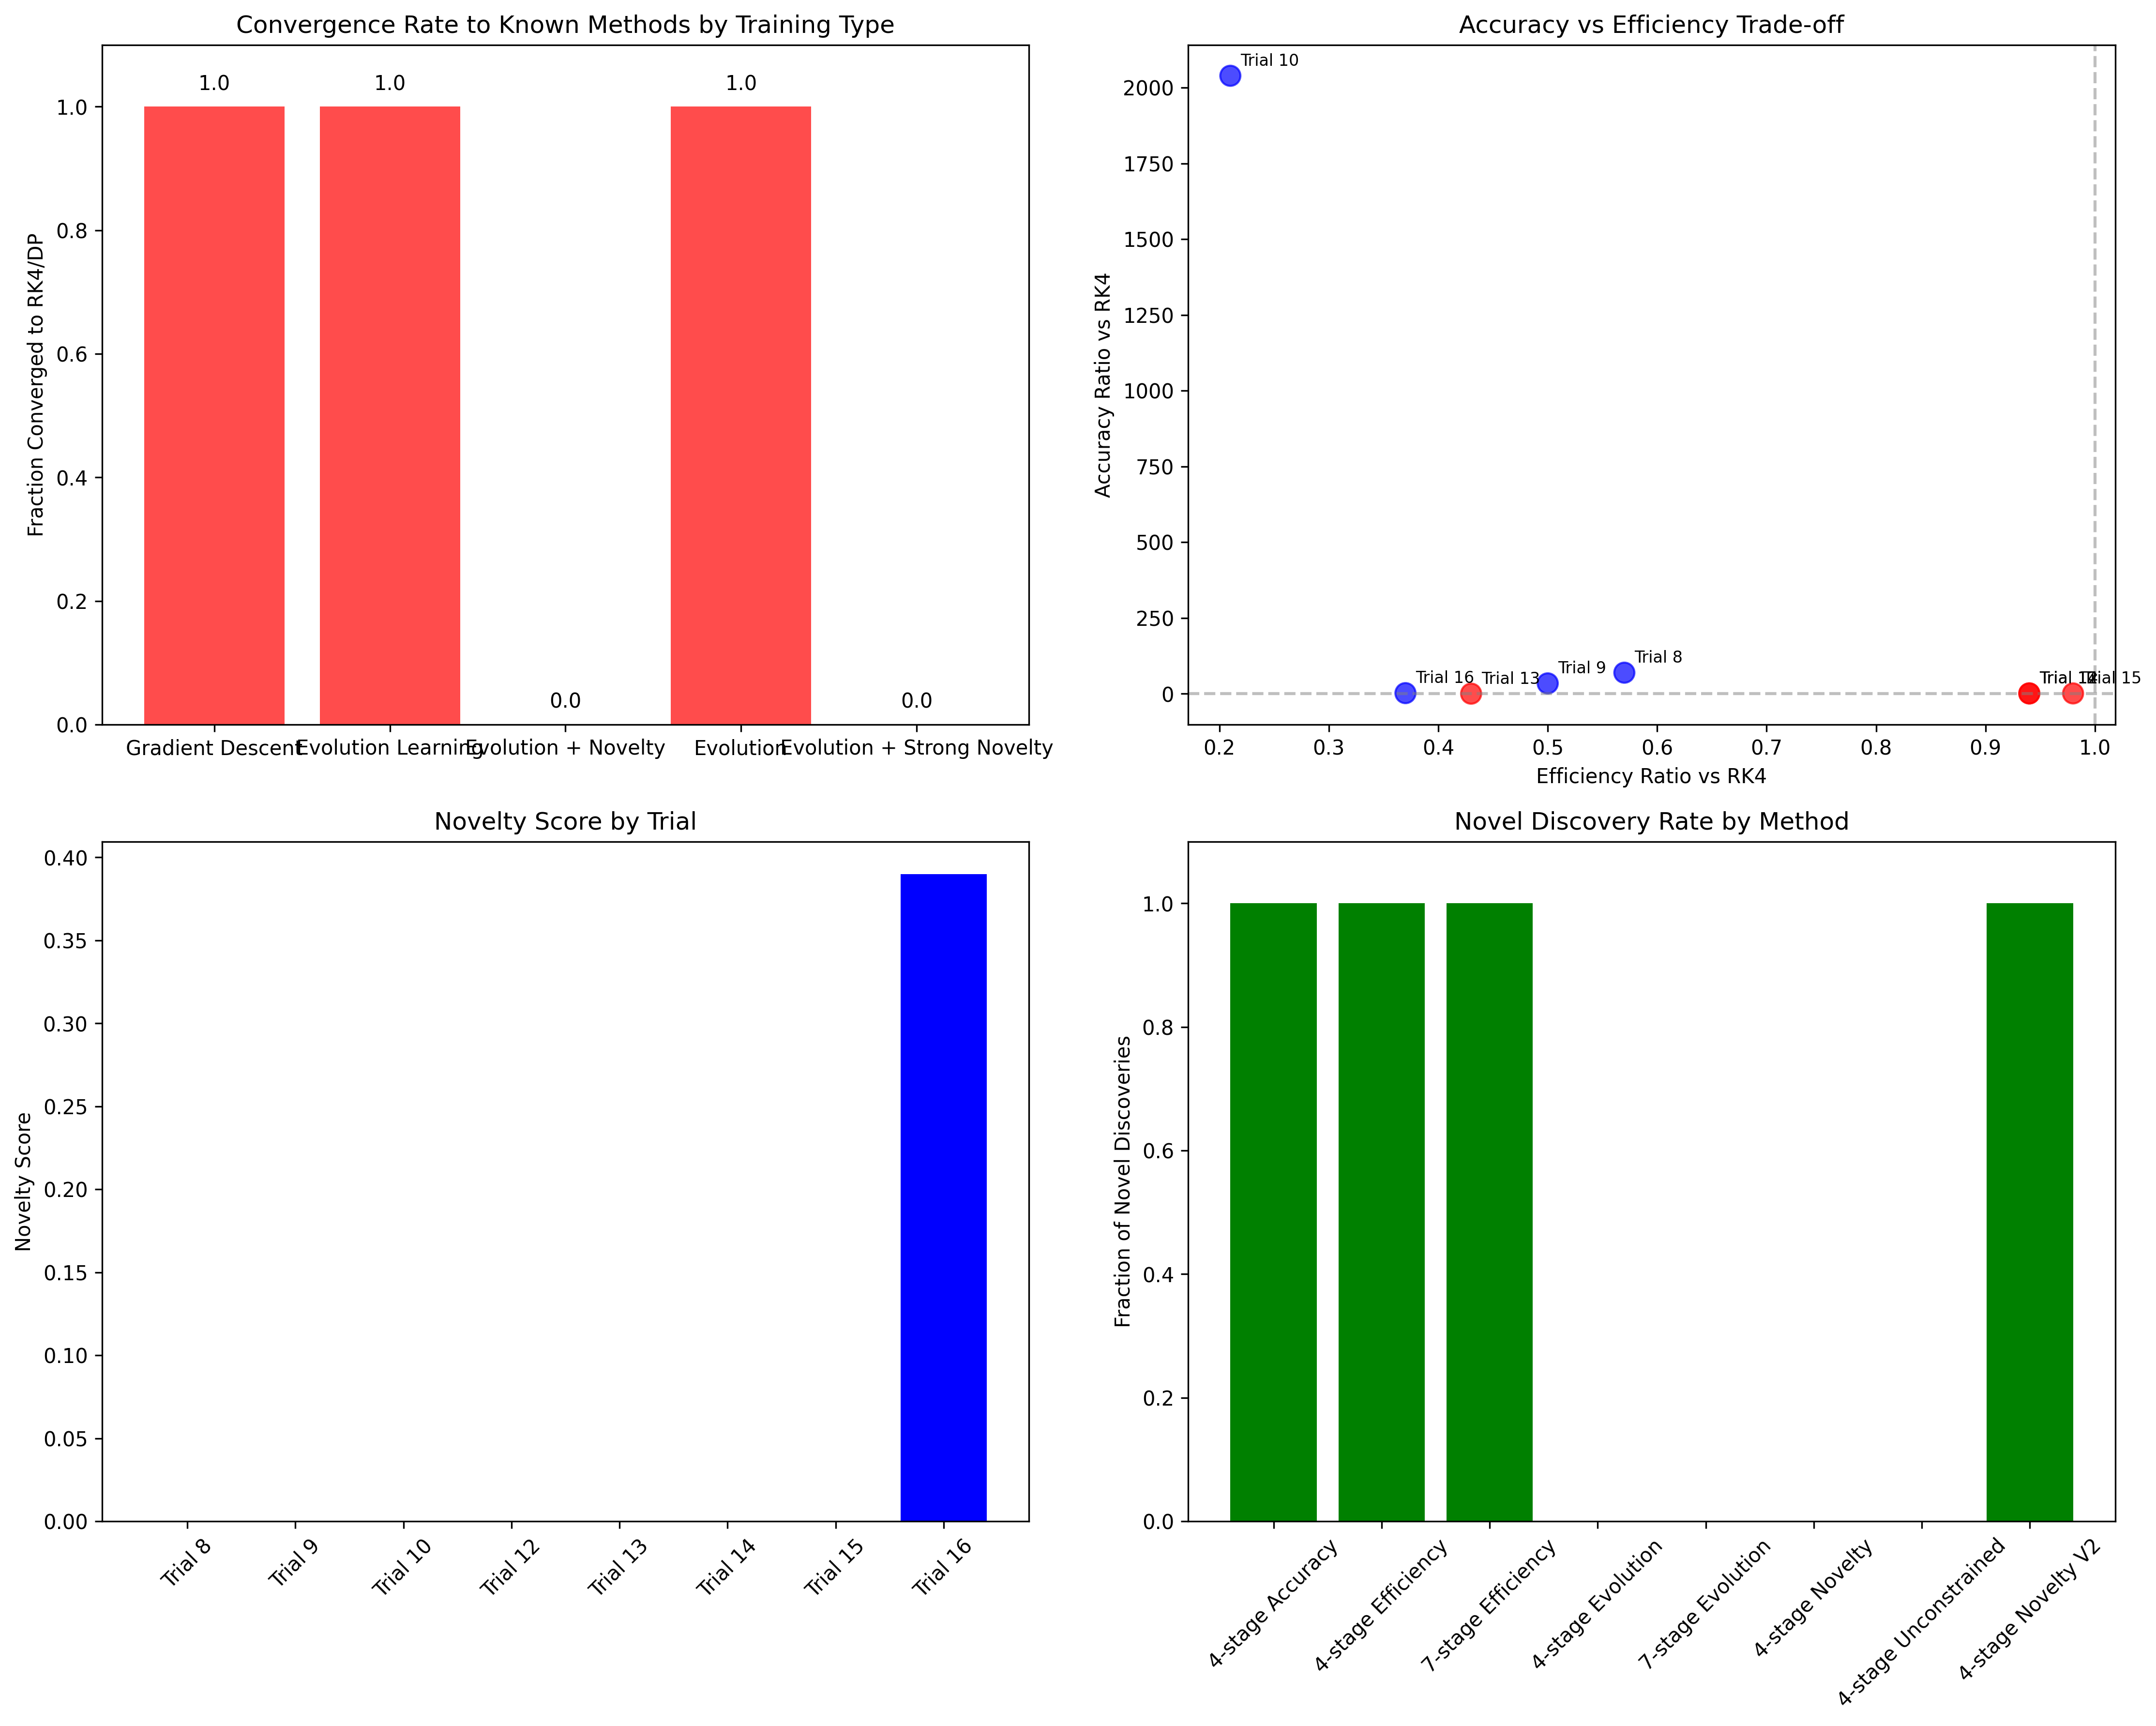 Convergence Rate to Known Methods by Training Type
Fraction Converged to RK4/DP
1.0
0.8
0.6
0.4
0.2
0.0
1.0
1.0
0.0
1.0
0.0
Gradient Descent
Evolution Learning
Evolution + Novelty
Evolution
Evolution + Strong Novelty
Accuracy vs Efficiency Trade-off
Accuracy Ratio vs RK4
2000
1750
1500
1250
1000
750
500
250
0
Trial 10
Trial 16
Trial 13
Trial 9
Trial 8
Trial 15
0.2
0.3
0.4
0.5
0.6
0.7
0.8
0.9
1.0
Efficiency Ratio vs RK4
Novelty Score by Trial
Novelty Score
0.40
0.35
0.30
0.25
0.20
0.15
0.10
0.05
0.00
Trial 8
Trial 9
Trial 10
Trial 12
Trial 13
Trial 14
Trial 15
Trial 16
Novel Discovery Rate by Method
Fraction of Novel Discoveries
1.0
0.8
0.6
0.4
0.2
0.0
4-stage Accuracy
4-stage Efficiency
7-stage Efficiency
4-stage Evolution
7-stage Evolution
4-stage Novelty
4-stage Unconstrained
4-stage Novelty V2